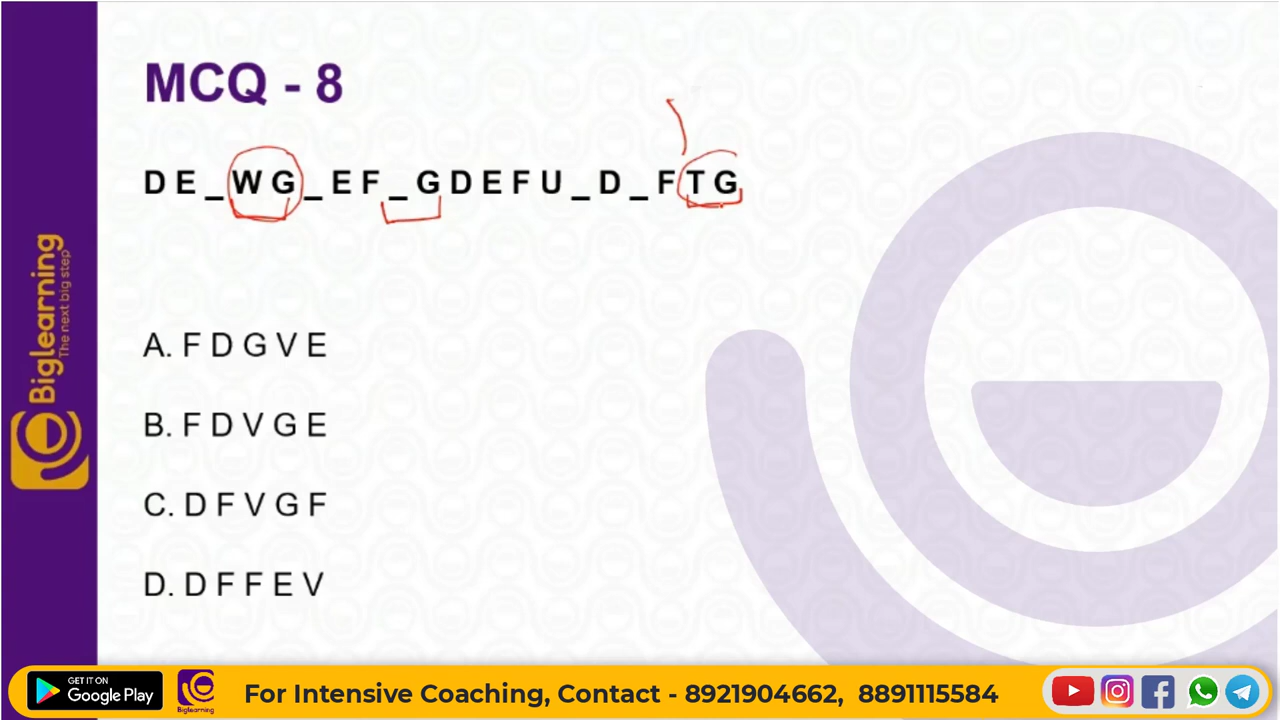 MCQ - 8
D E _ W G _ E F _ G D E F U _ D _ F T G
A. F D G V E
B. F D V G E
C. D F V G F
D. D F F E V
Biglearning
The next big step
GET IT ON
Google Play
Biglearning
For Intensive Coaching, Contact - 8921904662, 8891115584